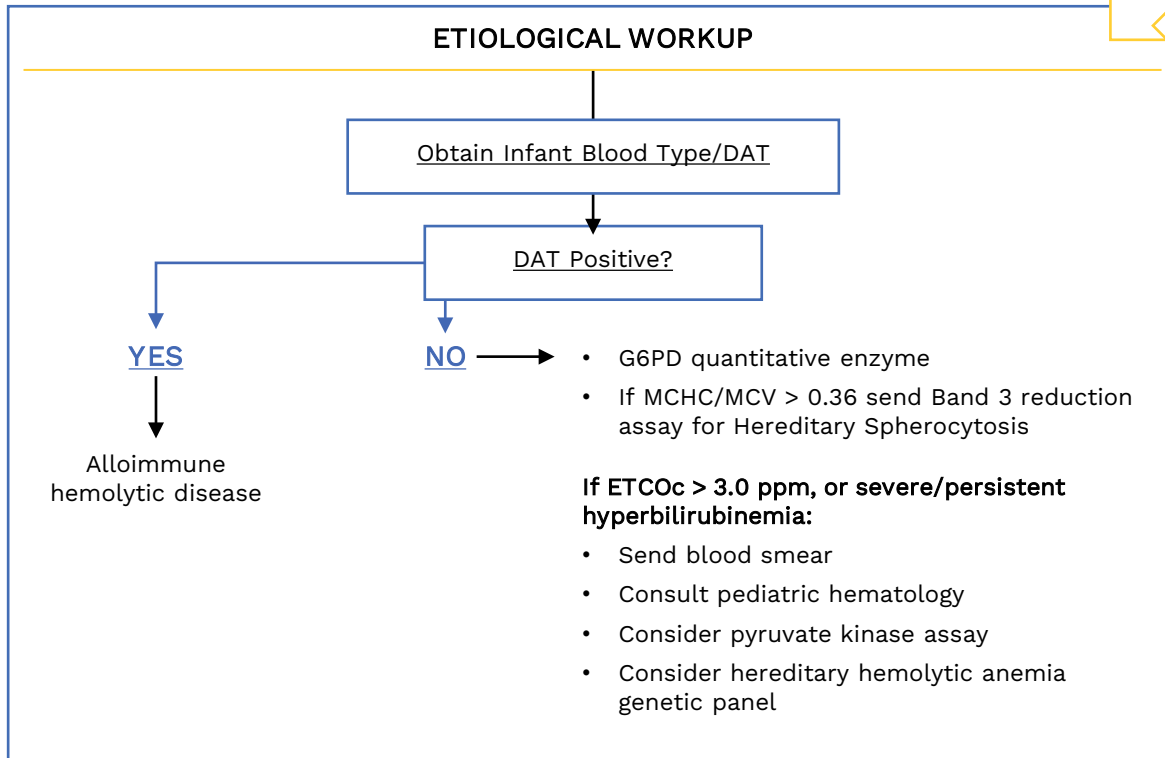 ETIOLOGICAL WORKUP
Obtain Infant Blood Type/DAT
DAT Positive?
YES
NO
• G6PD quantitative enzyme
• If MCHC/MCV > 0.36 send Band 3 reduction
assay for Hereditary Spherocytosis
Alloimmune
hemolytic disease
If ETCOc > 3.0 ppm, or severe/persistent
hyperbilirubinemia:
• Send blood smear
• Consult pediatric hematology
• Consider pyruvate kinase assay
• Consider hereditary hemolytic anemia
genetic panel